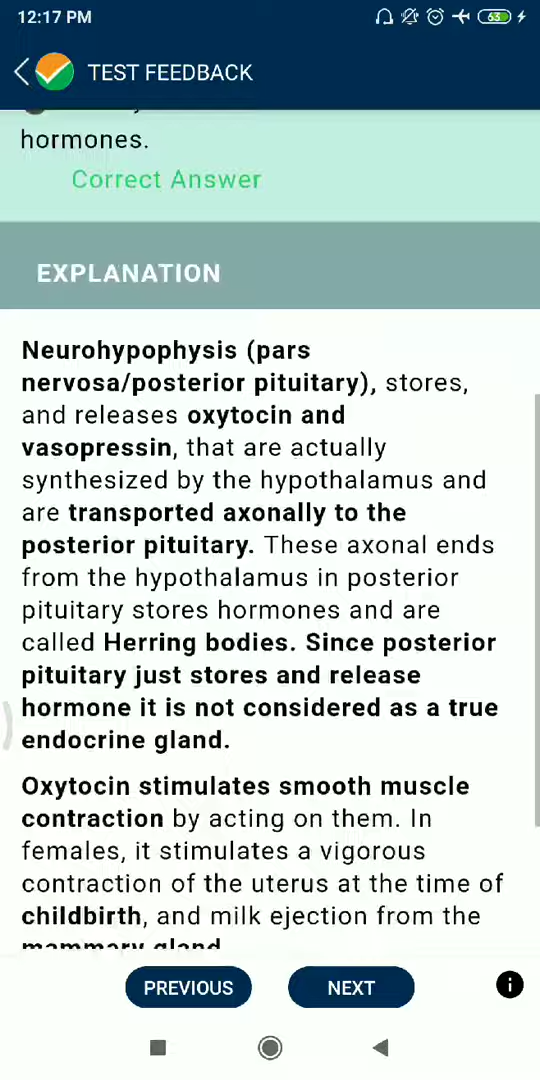 12:17 PM
63
TEST FEEDBACK
hormones.
Correct Answer
EXPLANATION
Neurohypophysis (pars
nervosa/posterior pituitary), stores,
and releases oxytocin and
vasopressin, that are actually
synthesized by the hypothalamus and
are transported axonally to the
posterior pituitary. These axonal ends
from the hypothalamus in posterior
pituitary stores hormones and are
called Herring bodies. Since posterior
pituitary just stores and release
hormone it is not considered as a true
endocrine gland.
Oxytocin stimulates smooth muscle
contraction by acting on them. In
females, it stimulates a vigorous
contraction of the uterus at the time of
childbirth, and milk ejection from the
mammary gland
PREVIOUS
NEXT